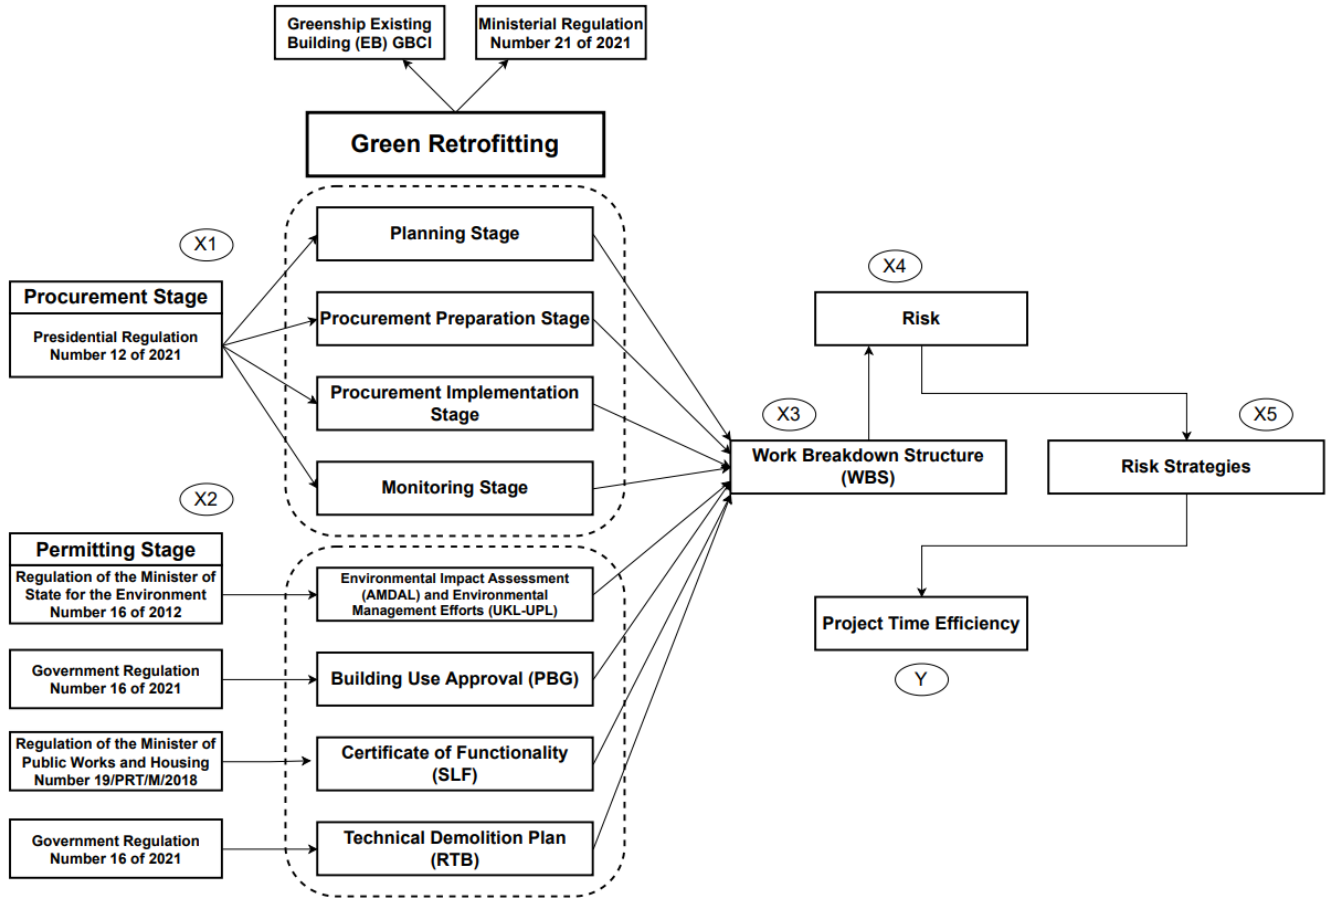 Greenship Existing
Building (EB) GBCI
Ministerial Regulation
Number 21 of 2021
Green Retrofitting
X1
Procurement Stage
Presidential Regulation
Number 12 of 2021
Planning Stage
Procurement Preparation Stage
Procurement Implementation
Stage
Monitoring Stage
X2
Permitting Stage
Regulation of the Minister of
State for the Environment
Number 16 of 2012
Environmental Impact Assessment
(AMDAL) and Environmental
Management Efforts (UKL-UPL)
Government Regulation
Number 16 of 2021
Building Use Approval (PBG)
Regulation of the Minister of
Public Works and Housing
Number 19/PRT/M/2018
Certificate of Functionality
(SLF)
Government Regulation
Number 16 of 2021
Technical Demolition Plan
(RTB)
X3
Work Breakdown Structure
(WBS)
X4
Risk
X5
Risk Strategies
Project Time Efficiency
Y